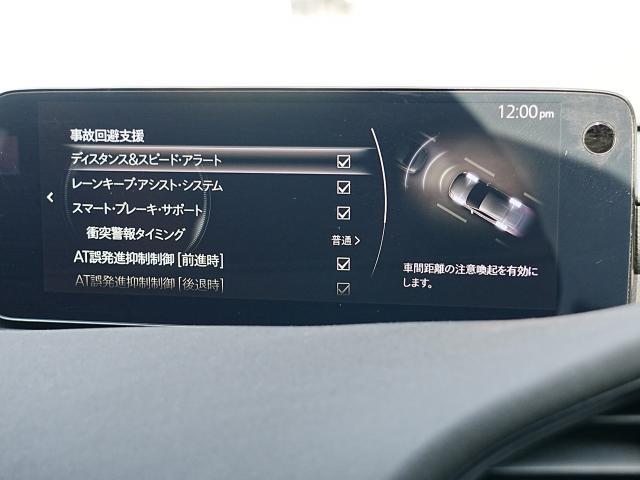 12:00pm
事故回避支援
ディスタンス&スピード・アラート
レーンキープ・アシスト・システム
スマート・ブレーキ・サポート
衝突警報タイミング
普通
AT誤発進抑制制御[前進時]
AT誤発進抑制制御[後退時]
車間距離の注意喚起を有効に
します。